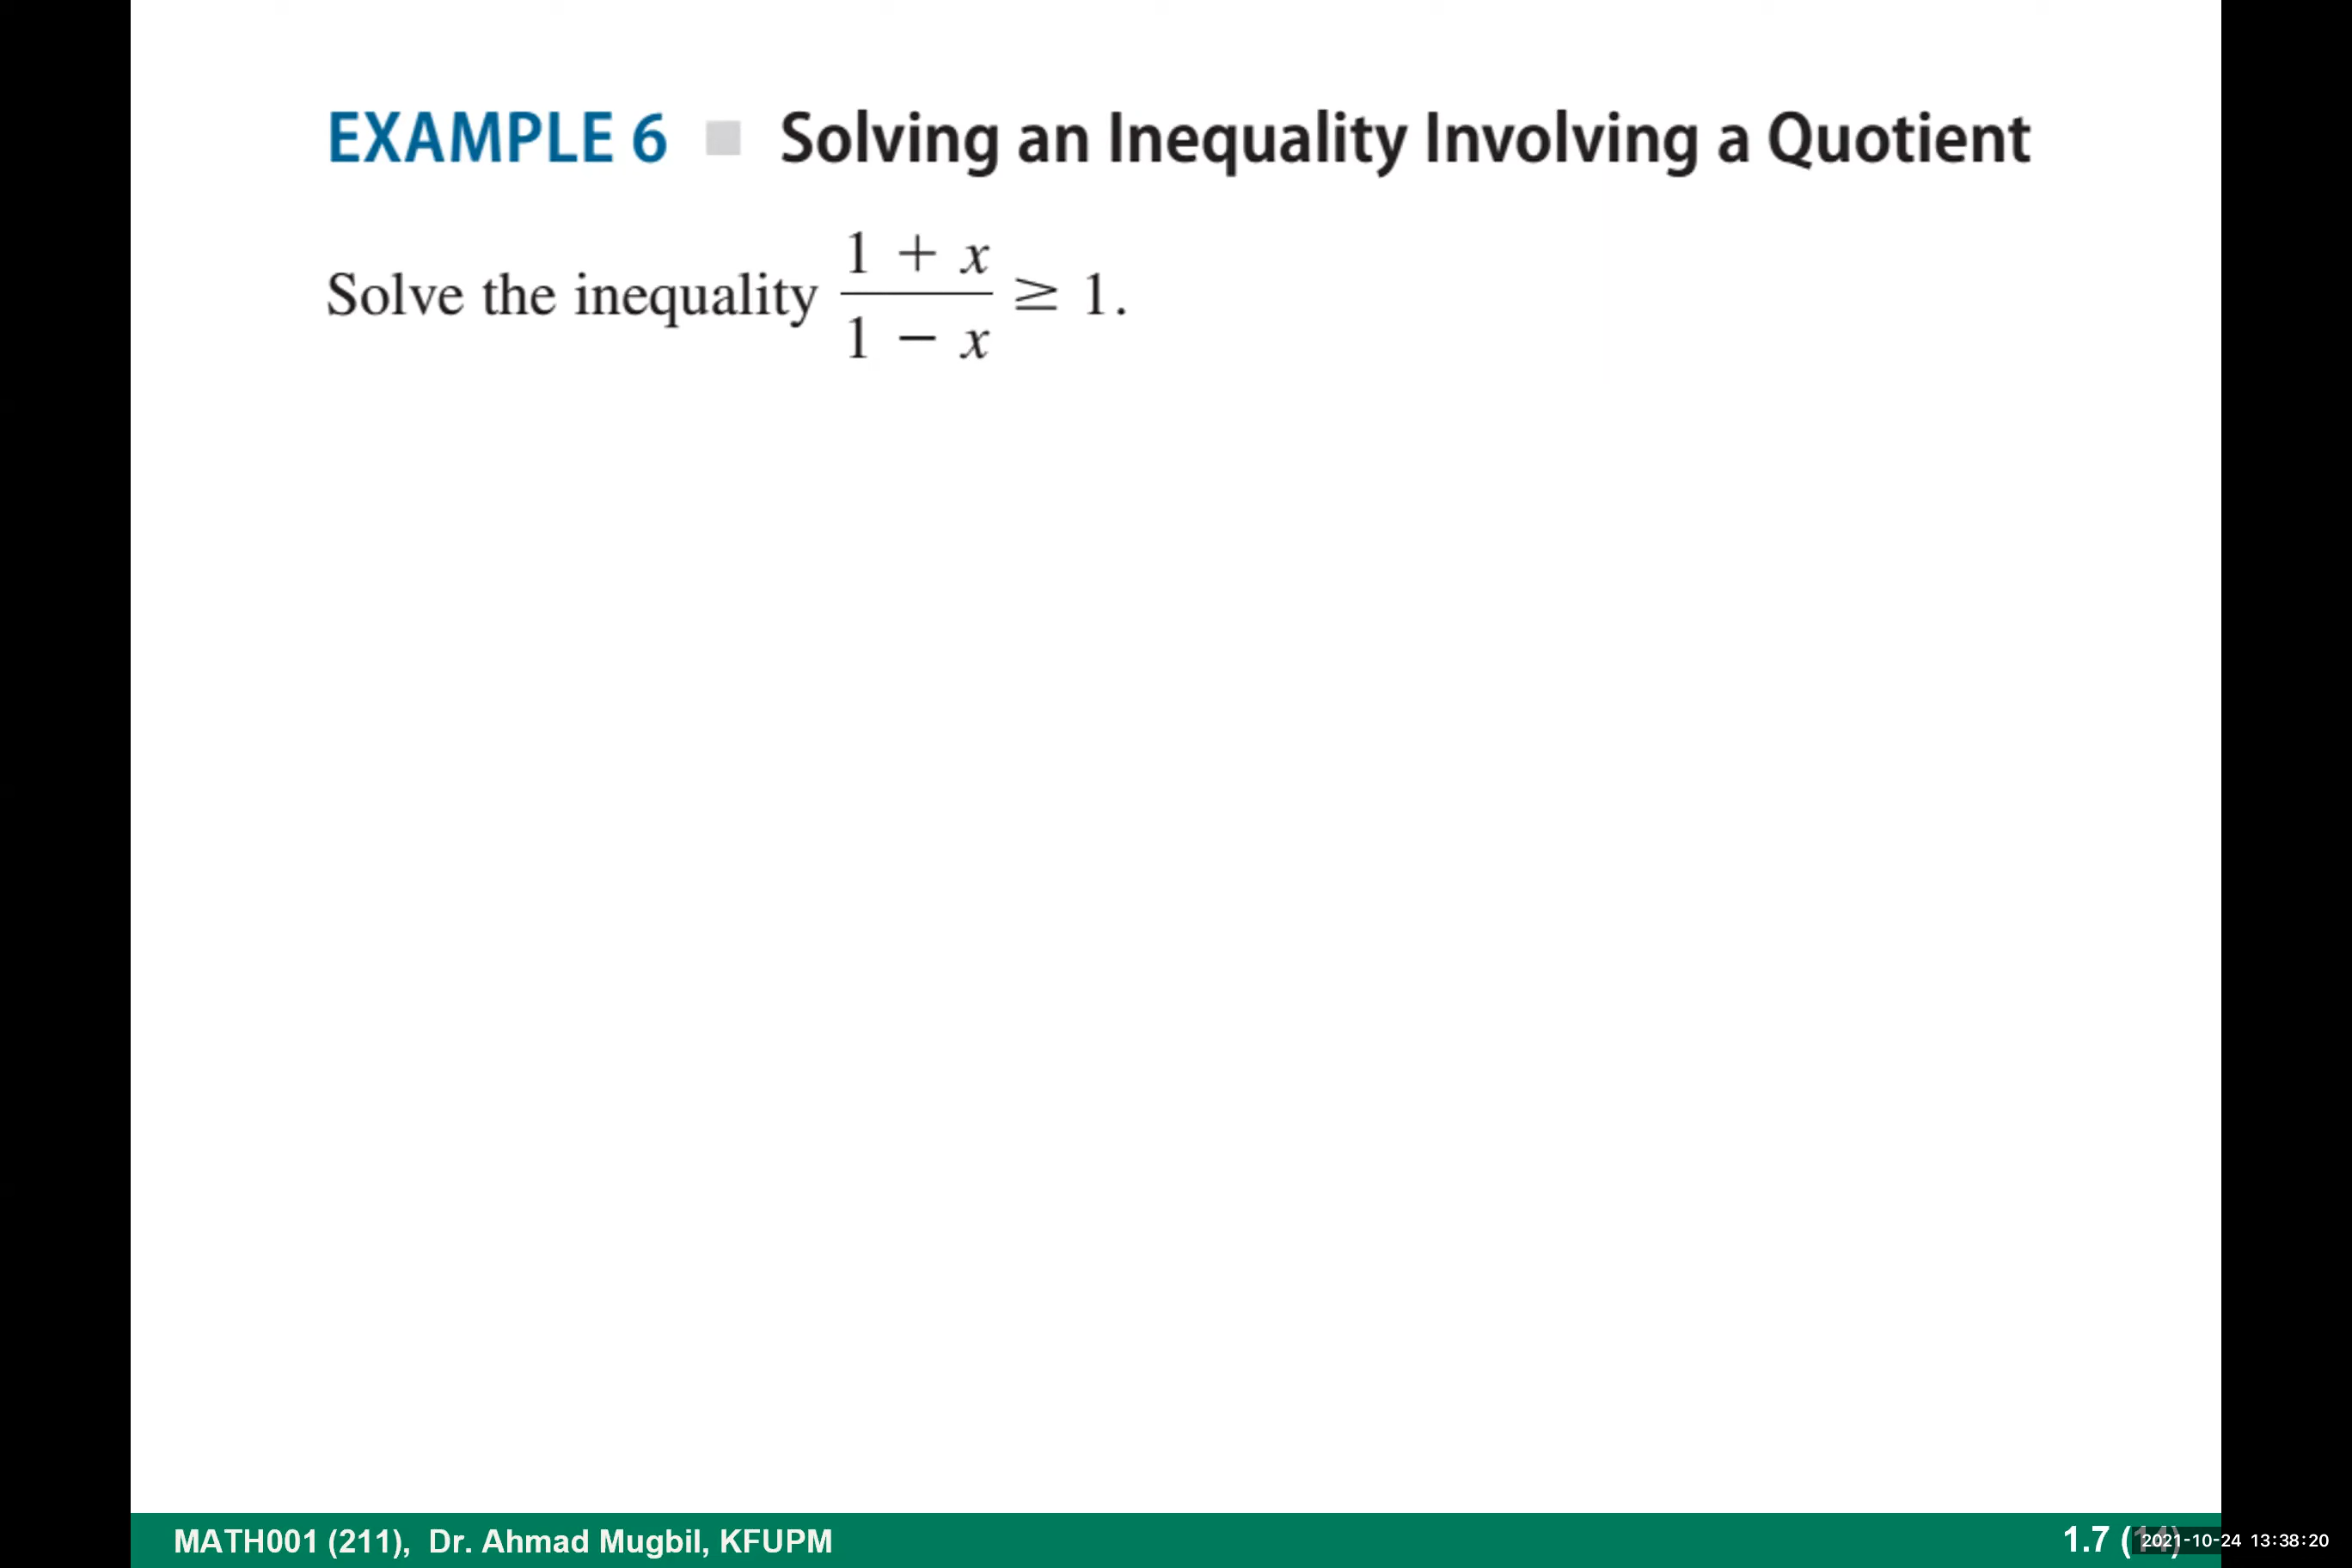 EXAMPLE 6 ■ Solving an Inequality Involving a Quotient
Solve the inequality (1 + x)/(1 − x) ≥ 1.
MATH001 (211), Dr. Ahmad Mugbil, KFUPM
1.7 (14)
2021-10-24 13:38:20